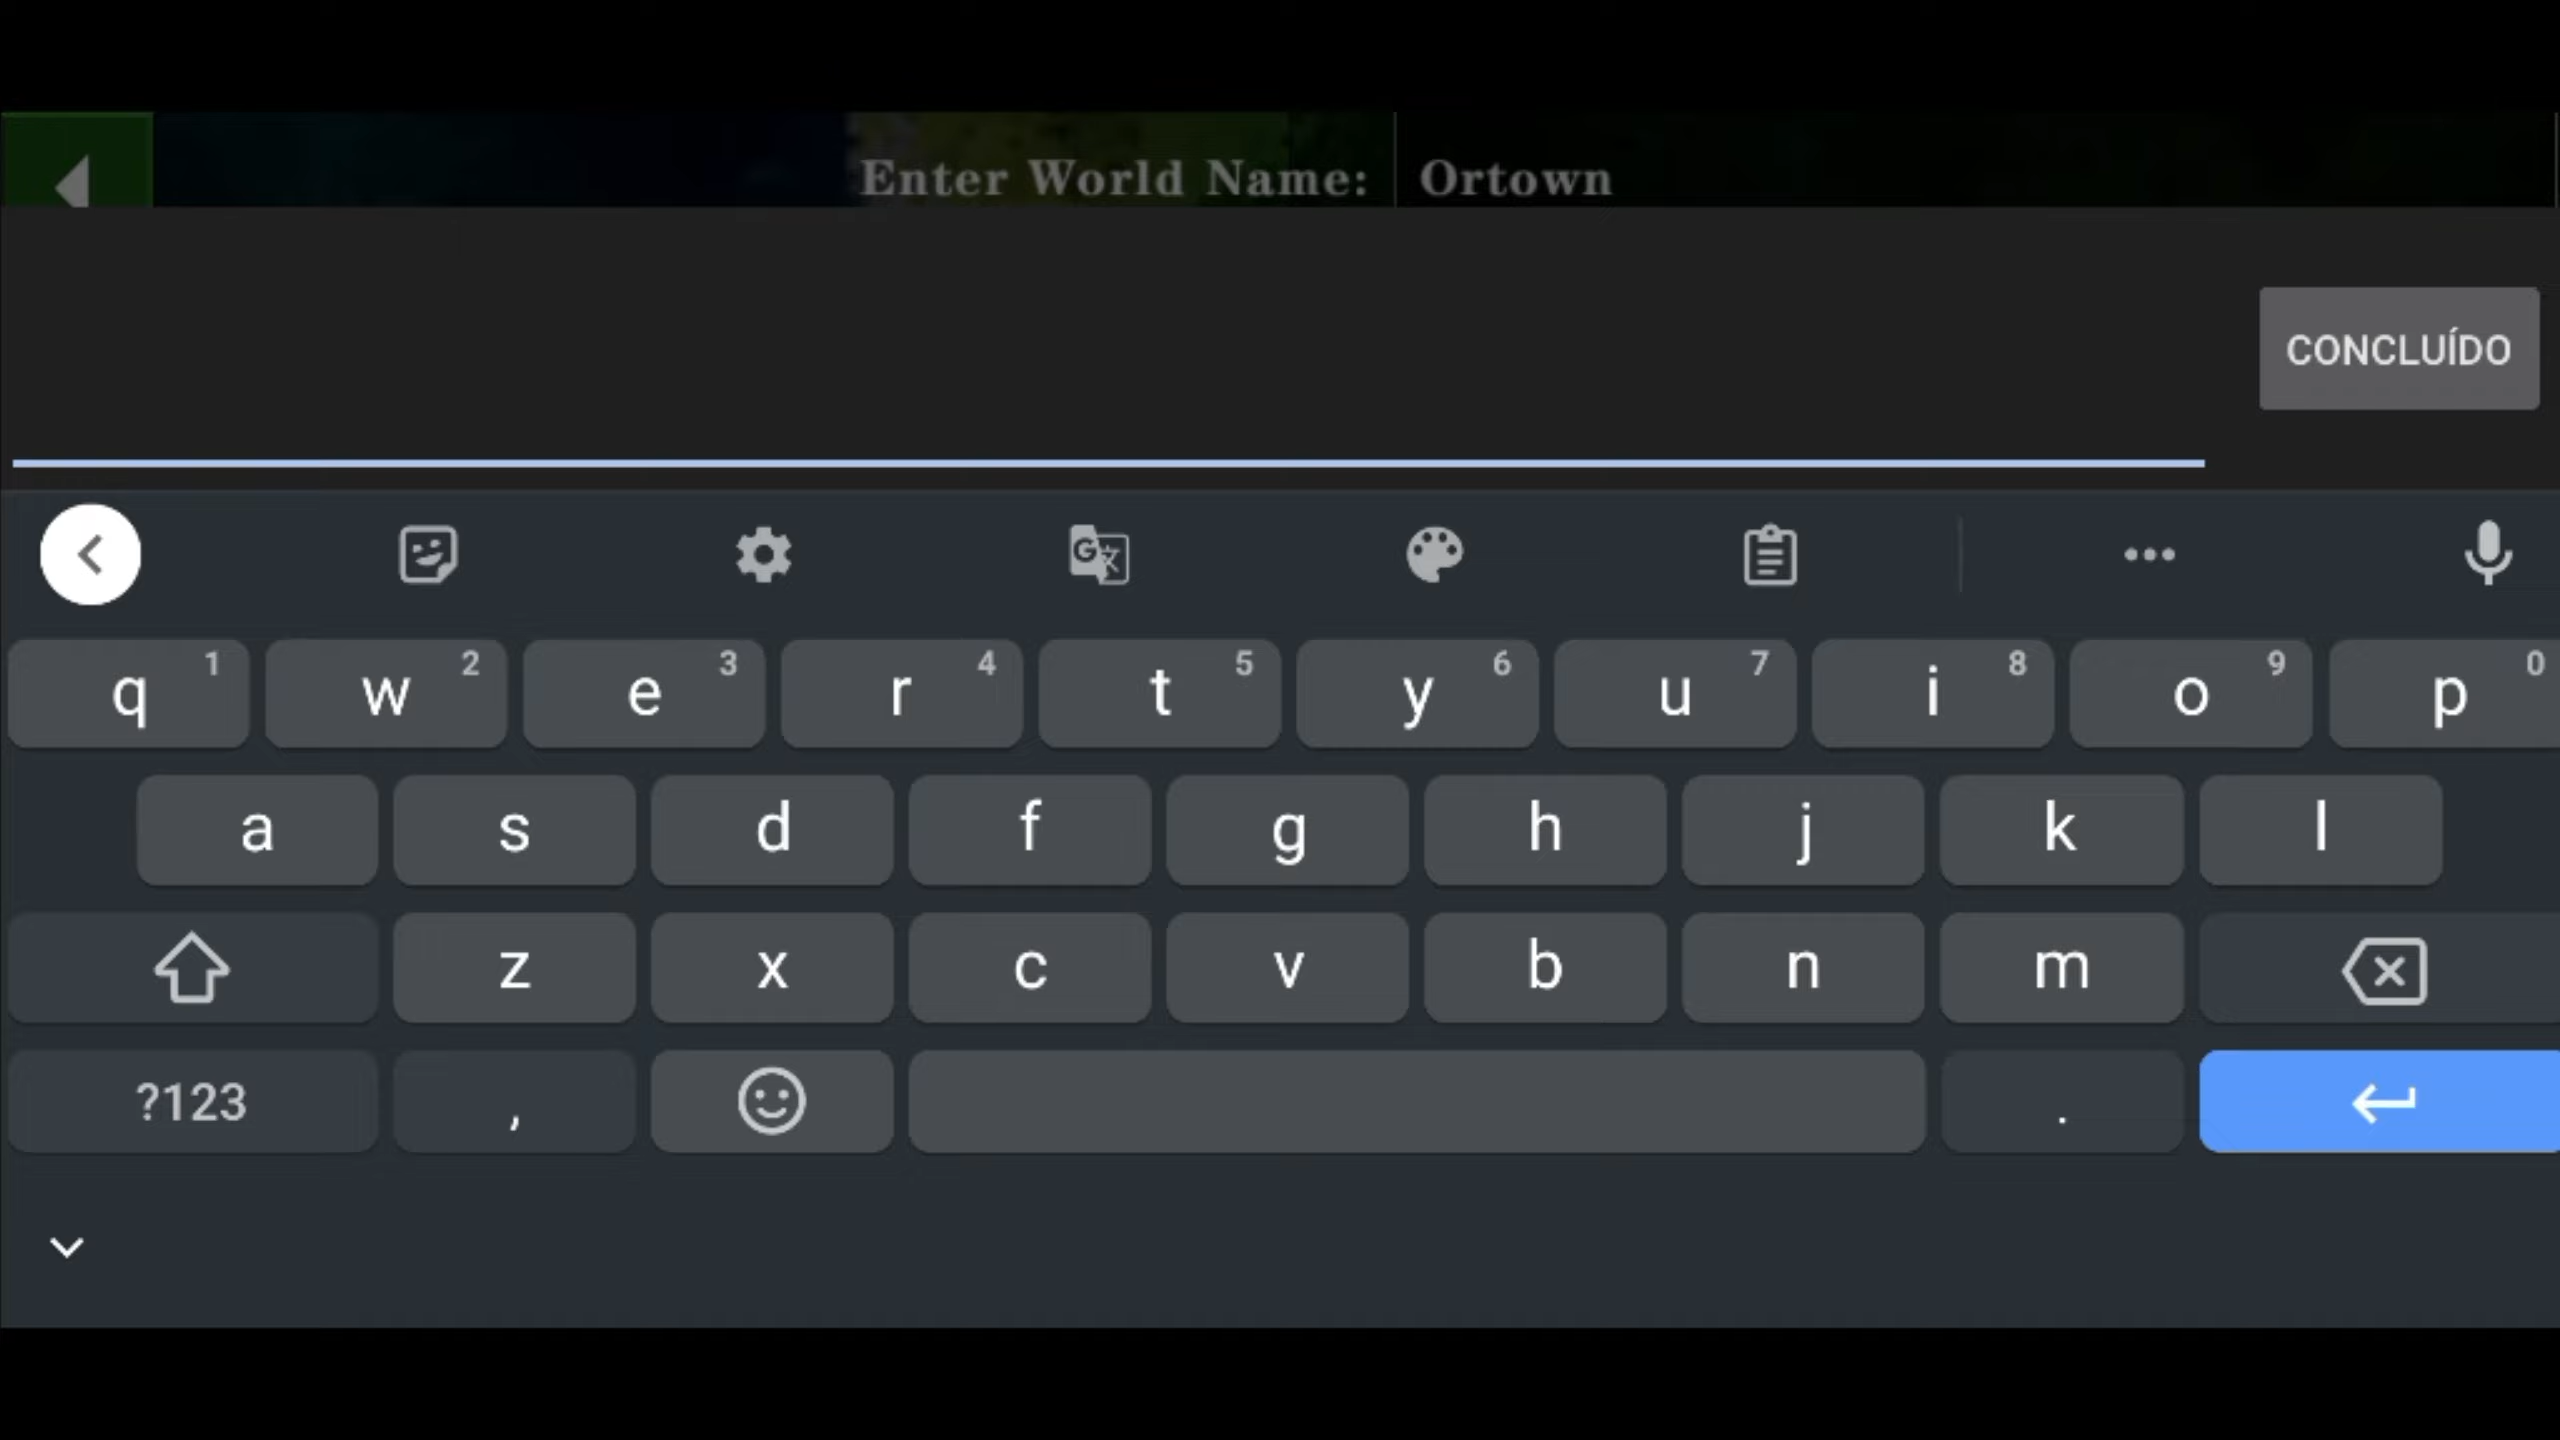 Enter World Name: Ortown
CONCLUÍDO
q 1 w 2 e 3 r 4 t 5 y 6 u 7 i 8 o 9 p 0
a s d f g h j k l
z x c v b n m
?123 , .